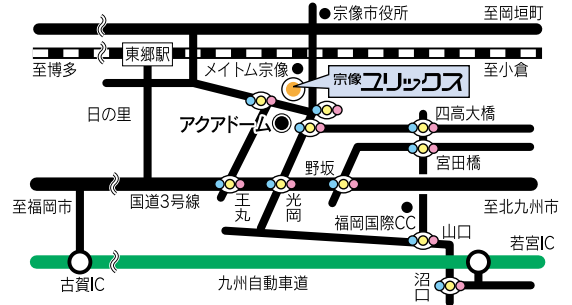 宗像市役所
至岡垣町
東郷駅
至博多
メイトム宗像
宗像ユリックス
至小倉
日の里
アクアドーム
四高大橋
宮田橋
野坂
国道3号線
王丸
光岡
至福岡市
至北九州市
福岡国際CC
山口
若宮IC
古賀IC
九州自動車道
沼口